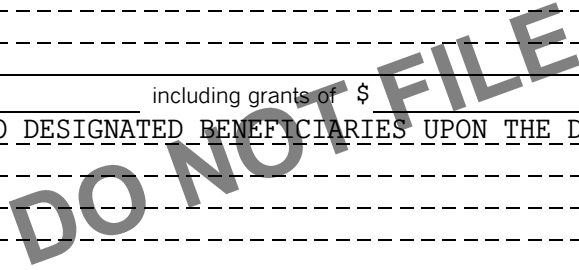 including grants of $
DESIGNATED BENEFICIARIES UPON THE
DO NOT FILE